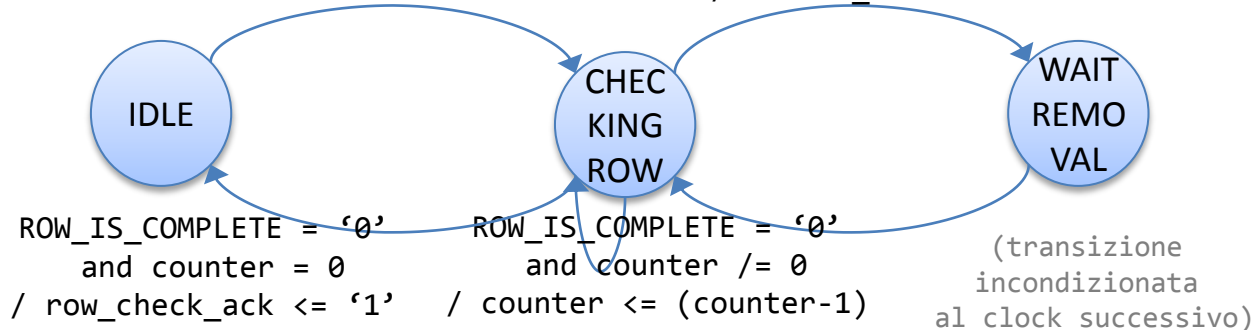 IDLE
CHEC
KING
ROW
WAIT
REMO
VAL
ROW_IS_COMPLETE = ‘0’
and counter = 0
/ row_check_ack <= ‘1’
ROW_IS_COMPLETE = ‘0’
and counter /= 0
/ counter <= (counter-1)
(transizione
incondizionata
al clock successivo)